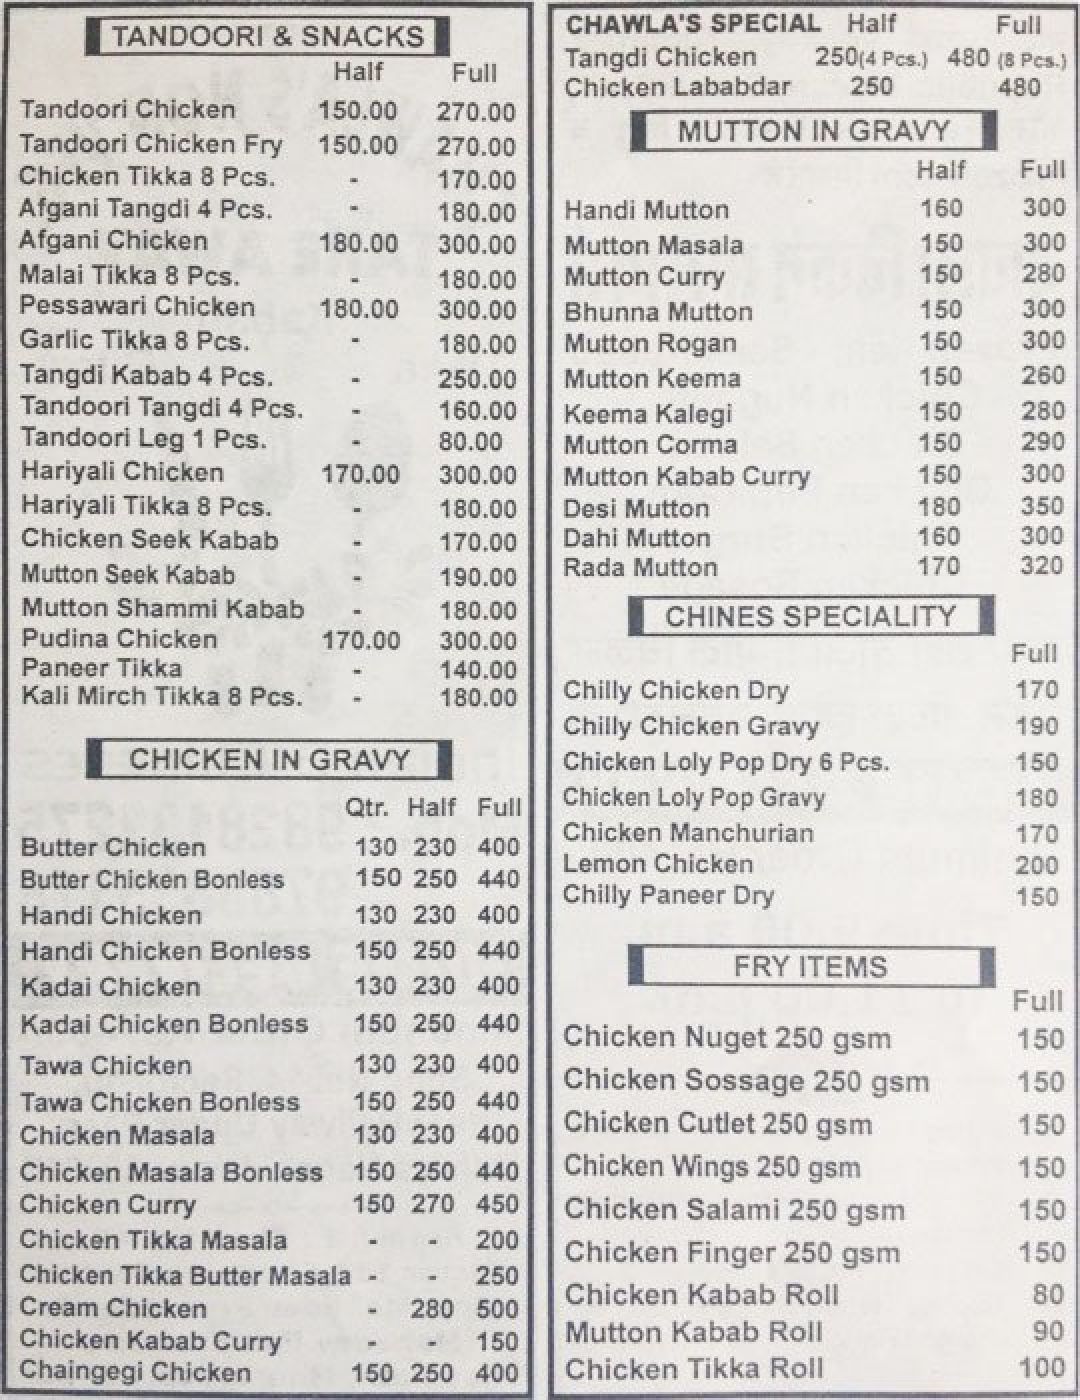 TANDOORI & SNACKS
Half Full
Tandoori Chicken 150.00 270.00
Tandoori Chicken Fry 150.00 270.00
Chicken Tikka 8 Pcs. - 170.00
Afgani Tangdi 4 Pcs. - 180.00
Afgani Chicken 180.00 300.00
Malai Tikka 8 Pcs. - 180.00
Pessawari Chicken 180.00 300.00
Garlic Tikka 8 Pcs. - 180.00
Tangdi Kabab 4 Pcs. - 250.00
Tandoori Tangdi 4 Pcs. - 160.00
Tandoori Leg 1 Pcs. - 80.00
Hariyali Chicken 170.00 300.00
Hariyali Tikka 8 Pcs. - 180.00
Chicken Seek Kabab - 170.00
Mutton Seek Kabab - 190.00
Mutton Shammi Kabab - 180.00
Pudina Chicken 170.00 300.00
Paneer Tikka - 140.00
Kali Mirch Tikka 8 Pcs. - 180.00
CHICKEN IN GRAVY
Qtr. Half Full
Butter Chicken 130 230 400
Butter Chicken Bonless 150 250 440
Handi Chicken 130 230 400
Handi Chicken Bonless 150 250 440
Kadai Chicken 130 230 400
Kadai Chicken Bonless 150 250 440
Tawa Chicken 130 230 400
Tawa Chicken Bonless 150 250 440
Chicken Masala 130 230 400
Chicken Masala Bonless 150 250 440
Chicken Curry 150 270 450
Chicken Tikka Masala - - 200
Chicken Tikka Butter Masala - - 250
Cream Chicken - 280 500
Chicken Kabab Curry - - 150
Chaingegi Chicken 150 250 400
CHAWLA'S SPECIAL Half Full
Tangdi Chicken 250(4 Pcs.) 480 (8 Pcs.)
Chicken Lababdar 250 480
MUTTON IN GRAVY
Half Full
Handi Mutton 160 300
Mutton Masala 150 300
Mutton Curry 150 280
Bhunna Mutton 150 300
Mutton Rogan 150 300
Mutton Keema 150 260
Keema Kalegi 150 280
Mutton Corma 150 290
Mutton Kabab Curry 150 300
Desi Mutton 180 350
Dahi Mutton 160 300
Rada Mutton 170 320
CHINES SPECIALITY
Full
Chilly Chicken Dry 170
Chilly Chicken Gravy 190
Chicken Loly Pop Dry 6 Pcs. 150
Chicken Loly Pop Gravy 180
Chicken Manchurian 170
Lemon Chicken 200
Chilly Paneer Dry 150
FRY ITEMS
Full
Chicken Nuget 250 gsm 150
Chicken Sossage 250 gsm 150
Chicken Cutlet 250 gsm 150
Chicken Wings 250 gsm 150
Chicken Salami 250 gsm 150
Chicken Finger 250 gsm 150
Chicken Kabab Roll 80
Mutton Kabab Roll 90
Chicken Tikka Roll 100